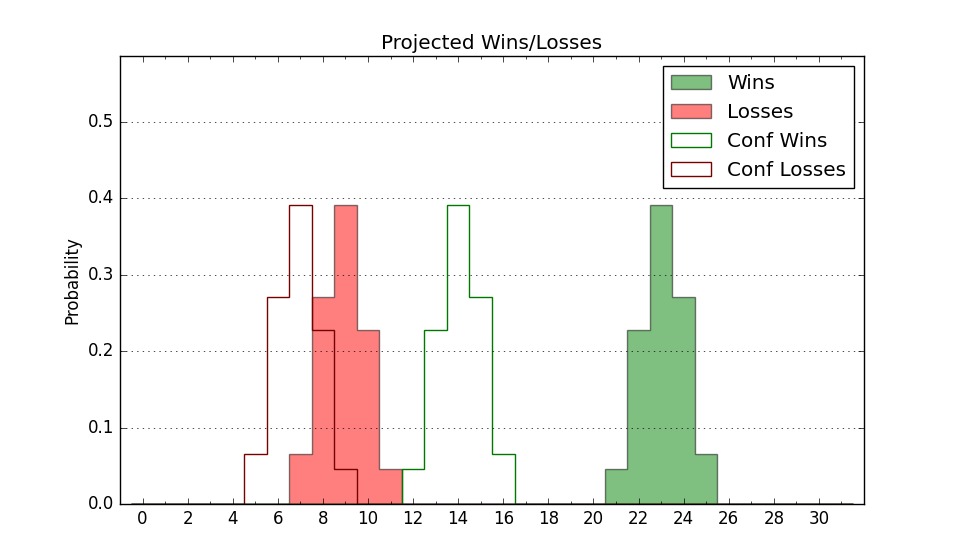 Projected Wins/Losses
Wins
Losses
Conf Wins
Conf Losses
Probability
0.5
0.4
0.3
0.2
0.1
0.0
0 2 4 6 8 10 12 14 16 18 20 22 24 26 28 30